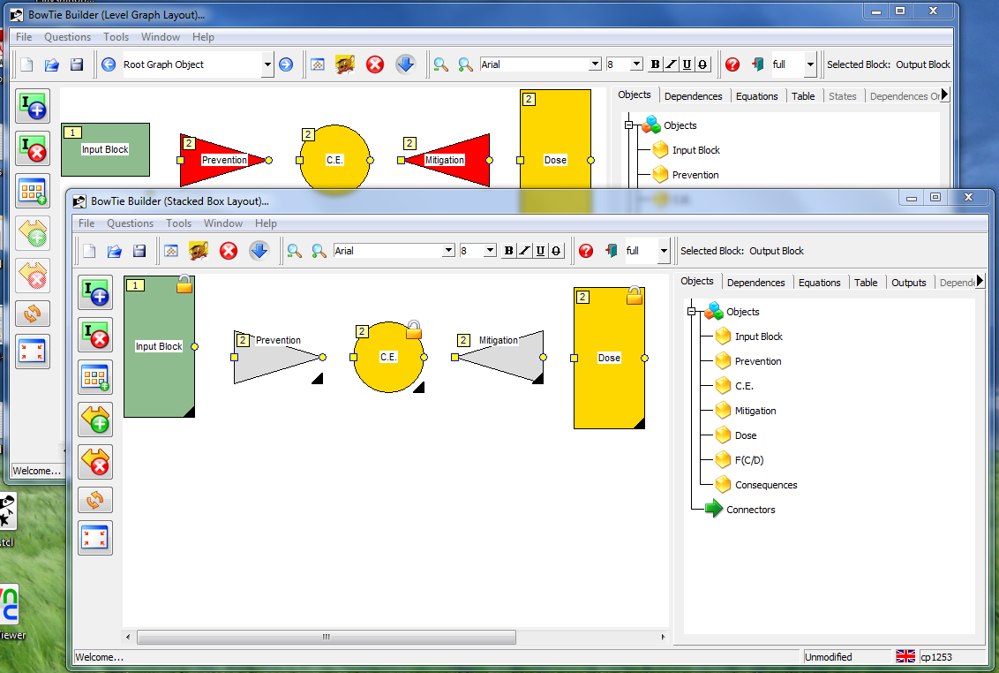 BowTie Builder (Level Graph Layout)...
File Questions Tools Window Help
Root Graph Object Arial 8 B I U O full Selected Block: Output Block
Objects Dependences Equations Table States Dependences Or
1
Input Block
2
Prevention
2
C.E.
2
Mitigation
2
Dose
Objects
Input Block
Prevention
C.E.
Welcome...
BowTie Builder (Stacked Box Layout)...
File Questions Tools Window Help
Arial 8 B I U O full Selected Block: Output Block
Objects Dependences Equations Table Outputs Depende
1
Input Block
2 Prevention
2
C.E.
2 Mitigation
2
Dose
Objects
Input Block
Prevention
C.E.
Mitigation
Dose
F(C/D)
Consequences
Connectors
Welcome... Unmodified cp1253
.tcl
iewer